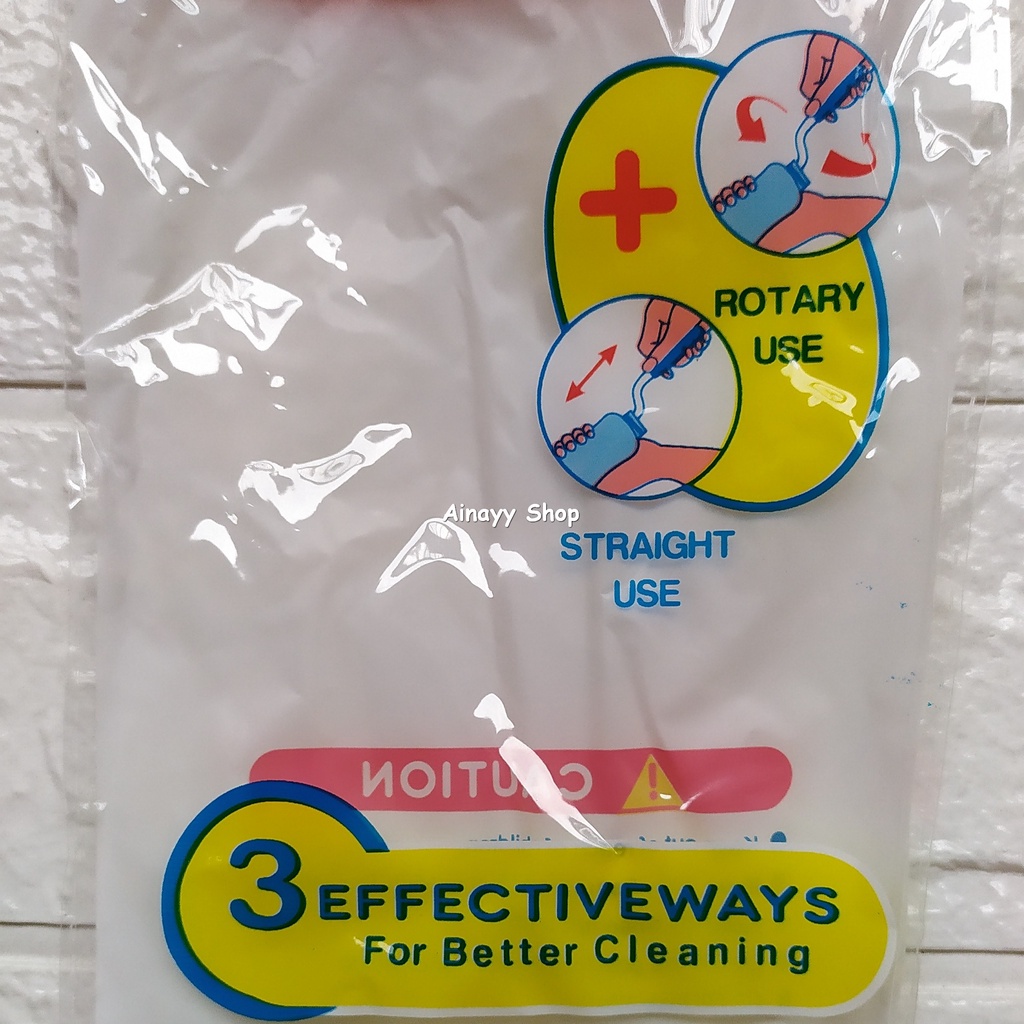 ROTARY
USE
Ainayy Shop
STRAIGHT
USE
CAUTION
3 EFFECTIVEWAYS
For Better Cleaning